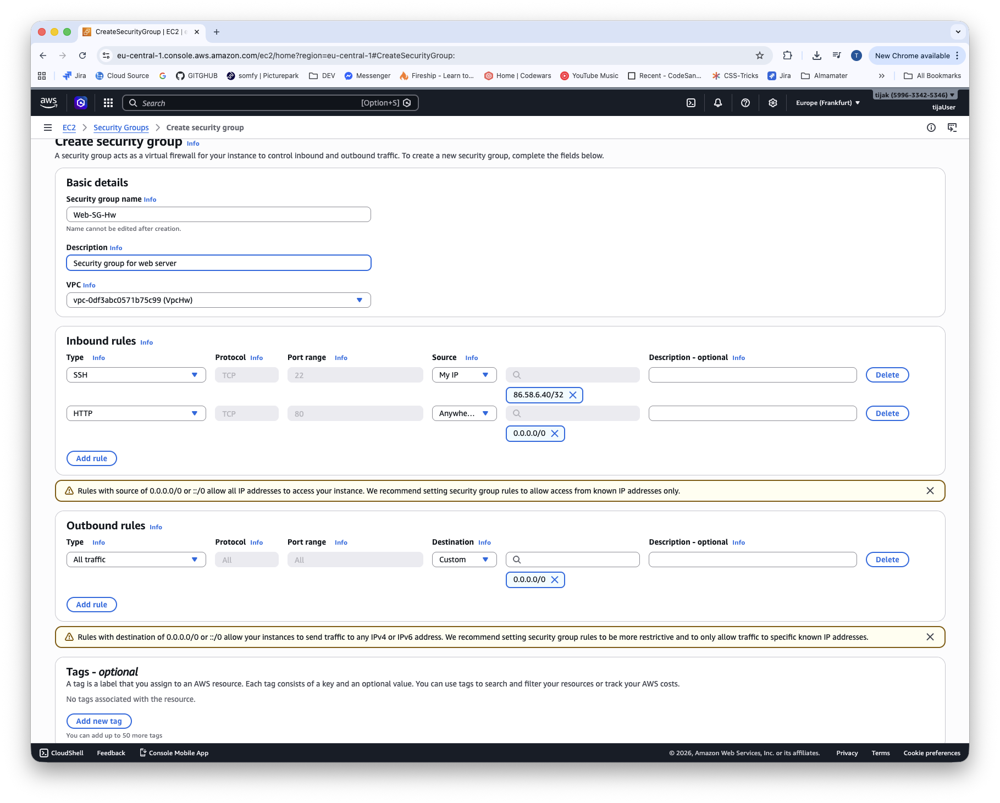 CreateSecurityGroup | EC2 | e
eu-central-1.console.aws.amazon.com/ec2/home?region=eu-central-1#CreateSecurityGroup:
T
New Chrome available
Jira
Cloud Source
GITGHUB
somfy | Picturepark
DEV
Messenger
Fireship - Learn to...
Home | Codewars
YouTube Music
Recent - CodeSan...
CSS-Tricks
Jira
Almamater
All Bookmarks
aws
Search
[Option+S]
Europe (Frankfurt)
tijak (5996-3342-5346)
tijaUser
EC2
Security Groups
Create security group
Create security group Info
A security group acts as a virtual firewall for your instance to control inbound and outbound traffic. To create a new security group, complete the fields below.
Basic details
Security group name Info
Web-SG-Hw
Name cannot be edited after creation.
Description Info
Security group for web server
VPC Info
vpc-0df3abc0571b75c99 (VpcHw)
Inbound rules Info
Type Info Protocol Info Port range Info Source Info Description - optional Info
SSH TCP 22 My IP Delete
86.58.6.40/32
HTTP TCP 80 Anywhe... Delete
0.0.0.0/0
Add rule
Rules with source of 0.0.0.0/0 or ::/0 allow all IP addresses to access your instance. We recommend setting security group rules to allow access from known IP addresses only.
Outbound rules Info
Type Info Protocol Info Port range Info Destination Info Description - optional Info
All traffic All All Custom Delete
0.0.0.0/0
Add rule
Rules with destination of 0.0.0.0/0 or ::/0 allow your instances to send traffic to any IPv4 or IPv6 address. We recommend setting security group rules to be more restrictive and to only allow traffic to specific known IP addresses.
Tags - optional
A tag is a label that you assign to an AWS resource. Each tag consists of a key and an optional value. You can use tags to search and filter your resources or track your AWS costs.
No tags associated with the resource.
Add new tag
You can add up to 50 more tags
CloudShell Feedback Console Mobile App © 2026, Amazon Web Services, Inc. or its affiliates. Privacy Terms Cookie preferences